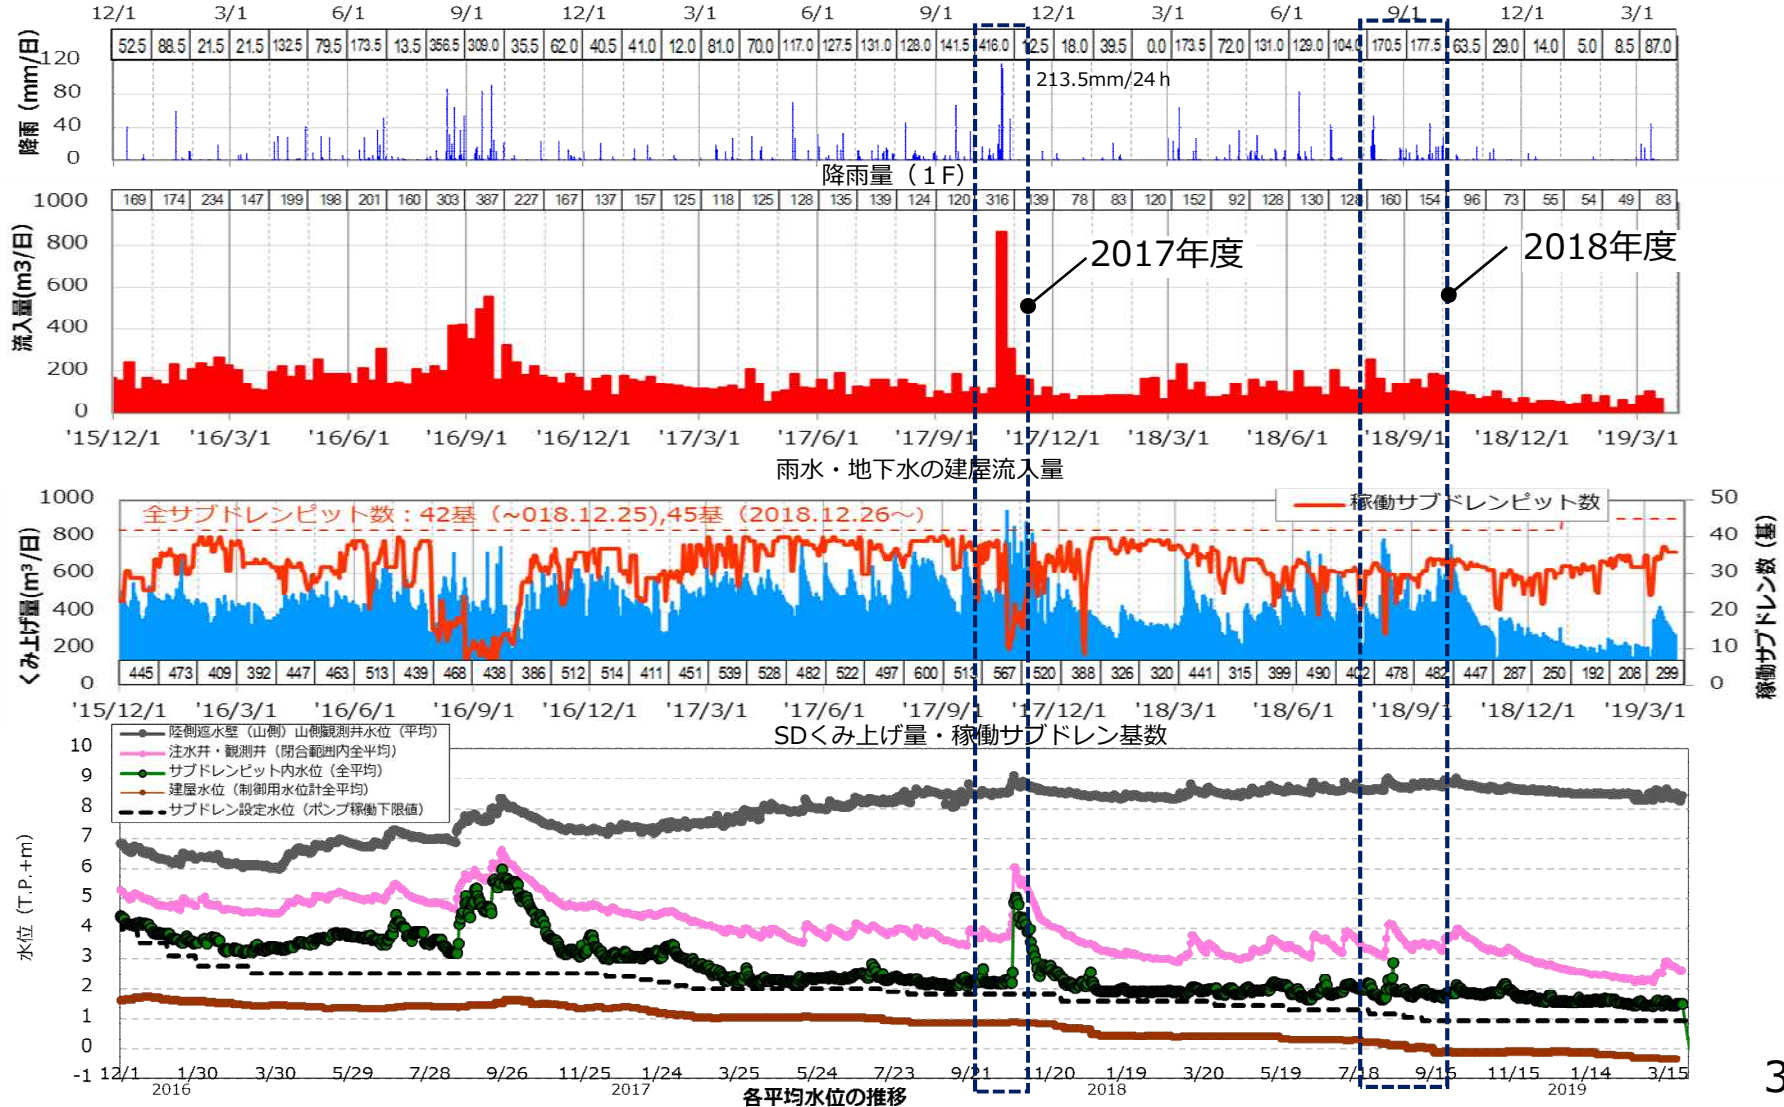 12/1 3/1 6/1 9/1 12/1 3/1 6/1 9/1 12/1 3/1 6/1 9/1 12/1 3/1
52.5 88.5 21.5 21.5 132.5 79.5 173.5 13.5 356.5 309.0 35.5 62.0 40.5 41.0 12.0 81.0 70.0 117.0 127.5 131.0 128.0 141.5 416.0 12.5 18.0 39.5 0.0 173.5 72.0 131.0 129.0 104.0 170.5 177.5 63.5 29.0 14.0 5.0 8.5 87.0
降雨 (mm/日)
120
80
40
0
213.5mm/24ｈ
降雨量（１F）
169 174 234 147 199 198 201 160 303 387 227 167 137 157 125 118 125 128 135 139 124 120 316 139 78 83 120 152 92 128 130 128 160 154 96 73 55 54 49 83
流入量(m3/日)
1000
800
600
400
200
0
2017年度
2018年度
'15/12/1 '16/3/1 '16/6/1 '16/9/1 '16/12/1 '17/3/1 '17/6/1 '17/9/1 '17/12/1 '18/3/1 '18/6/1 '18/9/1 '18/12/1 '19/3/1
雨水・地下水の建屋流入量
くみ上げ量(m³/日)
1000
800
600
400
200
0
全サブドレンピット数：42基（~018.12.25),45基（2018.12.26～）
稼働サブドレンピット数
稼働サブドレン数 (基)
50
40
30
20
10
0
445 473 409 392 447 463 513 439 468 438 386 512 514 411 451 539 528 482 522 497 600 513 567 520 388 326 320 441 315 399 490 402 478 482 447 287 250 192 208 299
'15/12/1 '16/3/1 '16/6/1 '16/9/1 '16/12/1 '17/3/1 '17/6/1 '17/9/1 '17/12/1 '18/3/1 '18/6/1 '18/9/1 '18/12/1 '19/3/1
SDくみ上げ量・稼働サブドレン基数
陸側遮水壁（山側）山側観測井水位（平均）
注水井・観測井（閉合範囲内全平均）
サブドレンピット内水位（全平均）
建屋水位（制御用水位計全平均）
サブドレン設定水位（ポンプ稼働下限値）
水位（T.P.+m）
10
9
8
7
6
5
4
3
2
1
0
-1
12/1 1/30 3/30 5/29 7/28 9/26 11/25 1/24 3/25 5/24 7/23 9/21 11/20 1/19 3/20 5/19 7/18 9/16 11/15 1/14 3/15
2016 2017 2018 2019
各平均水位の推移
3